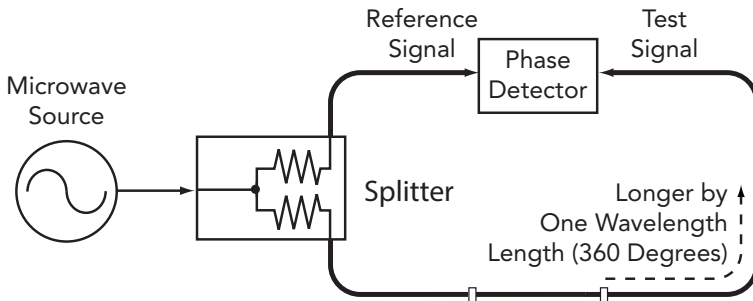 Microwave
Source
Reference
Signal
Phase
Detector
Test
Signal
Splitter
Longer by
One Wavelength
Length (360 Degrees)